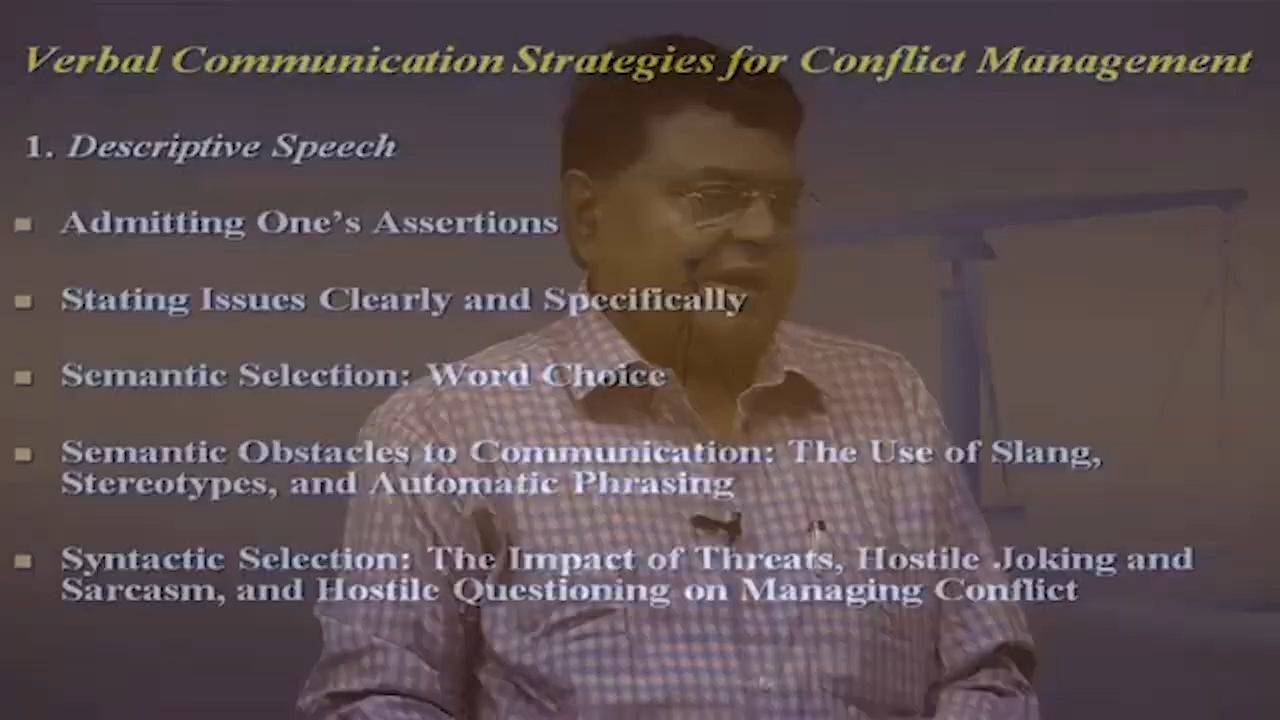 Verbal Communication Strategies for Conflict Management
1. Descriptive Speech
▪ Admitting One's Assertions
▪ Stating Issues Clearly and Specifically
▪ Semantic Selection: Word Choice
▪ Semantic Obstacles to Communication: The Use of Slang,
Stereotypes, and Automatic Phrasing
▪ Syntactic Selection: The Impact of Threats, Hostile Joking and
Sarcasm, and Hostile Questioning on Managing Conflict